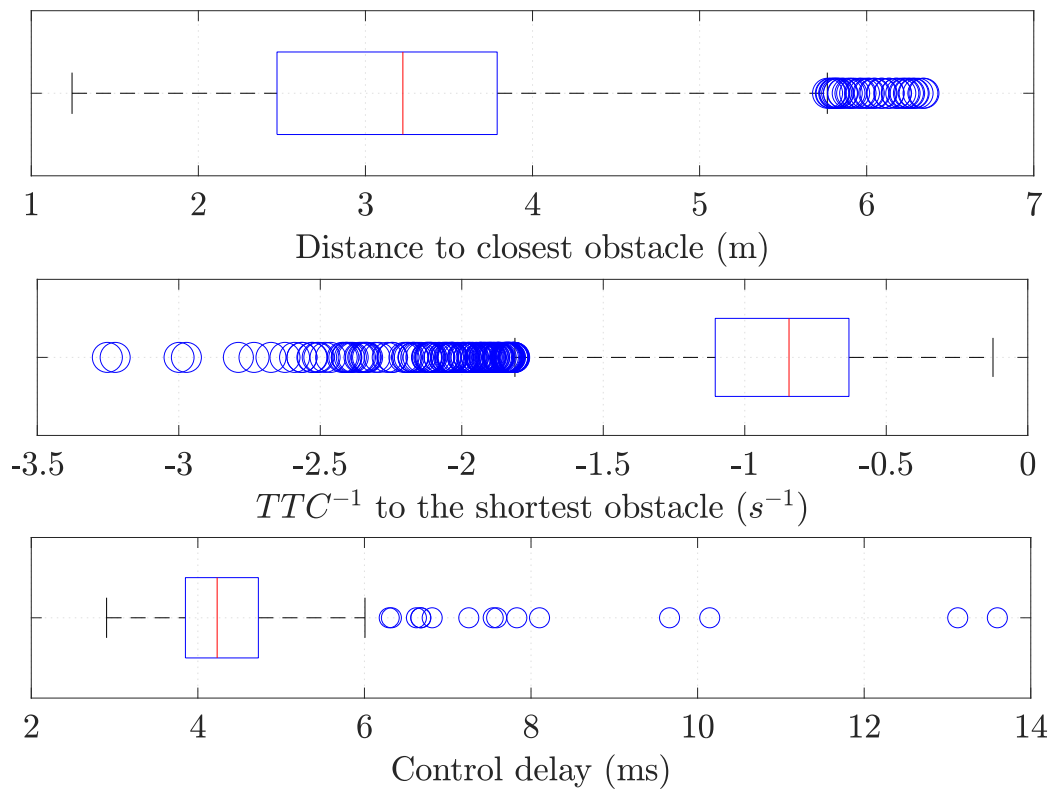 1 2 3 4 5 6 7
Distance to closest obstacle (m)
-3.5 -3 -2.5 -2 -1.5 -1 -0.5 0
TTC⁻¹ to the shortest obstacle (s⁻¹)
2 4 6 8 10 12 14
Control delay (ms)